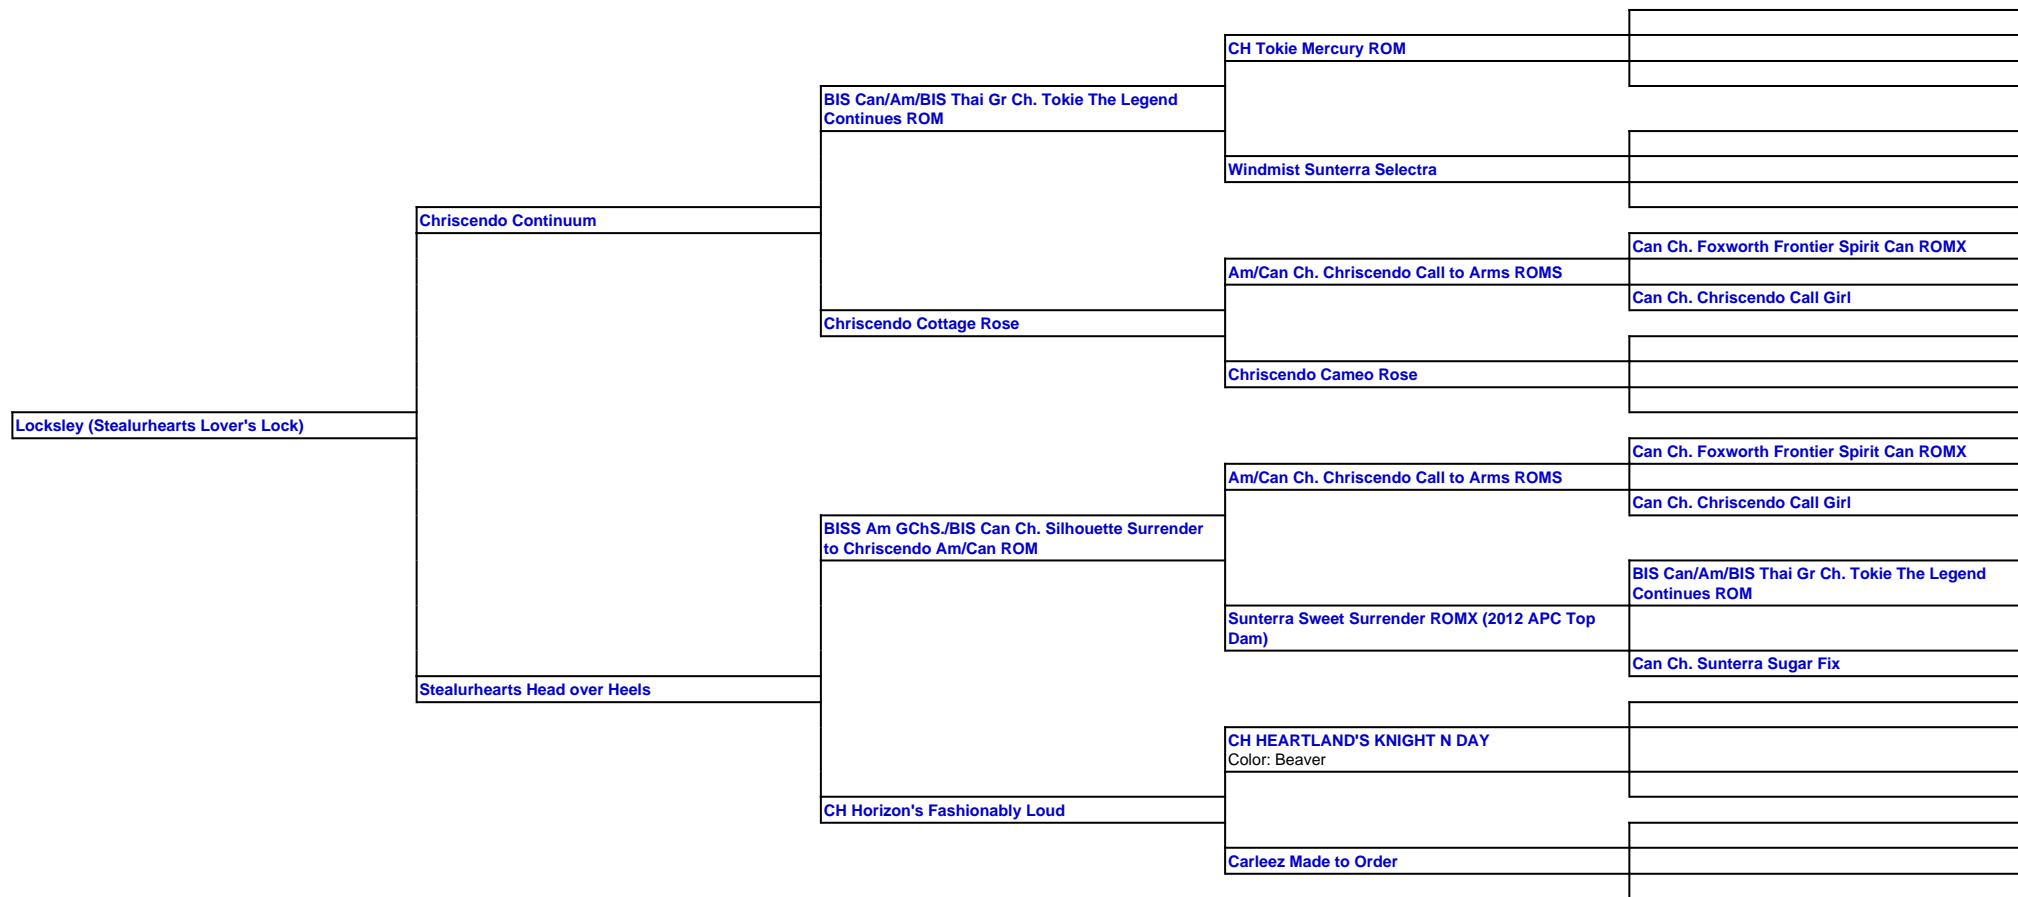 CH Tokie Mercury ROM
BIS Can/Am/BIS Thai Gr Ch. Tokie The Legend
Continues ROM
Windmist Sunterra Selectra
Chriscendo Continuum
Can Ch. Foxworth Frontier Spirit Can ROMX
Am/Can Ch. Chriscendo Call to Arms ROMS
Can Ch. Chriscendo Call Girl
Chriscendo Cottage Rose
Chriscendo Cameo Rose
Locksley (Stealurhearts Lover's Lock)
Can Ch. Foxworth Frontier Spirit Can ROMX
Am/Can Ch. Chriscendo Call to Arms ROMS
Can Ch. Chriscendo Call Girl
BISS Am GChS./BIS Can Ch. Silhouette Surrender
to Chriscendo Am/Can ROM
BIS Can/Am/BIS Thai Gr Ch. Tokie The Legend
Continues ROM
Sunterra Sweet Surrender ROMX (2012 APC Top
Dam)
Can Ch. Sunterra Sugar Fix
Stealurhearts Head over Heels
CH HEARTLAND'S KNIGHT N DAY
Color: Beaver
CH Horizon's Fashionably Loud
Carleez Made to Order